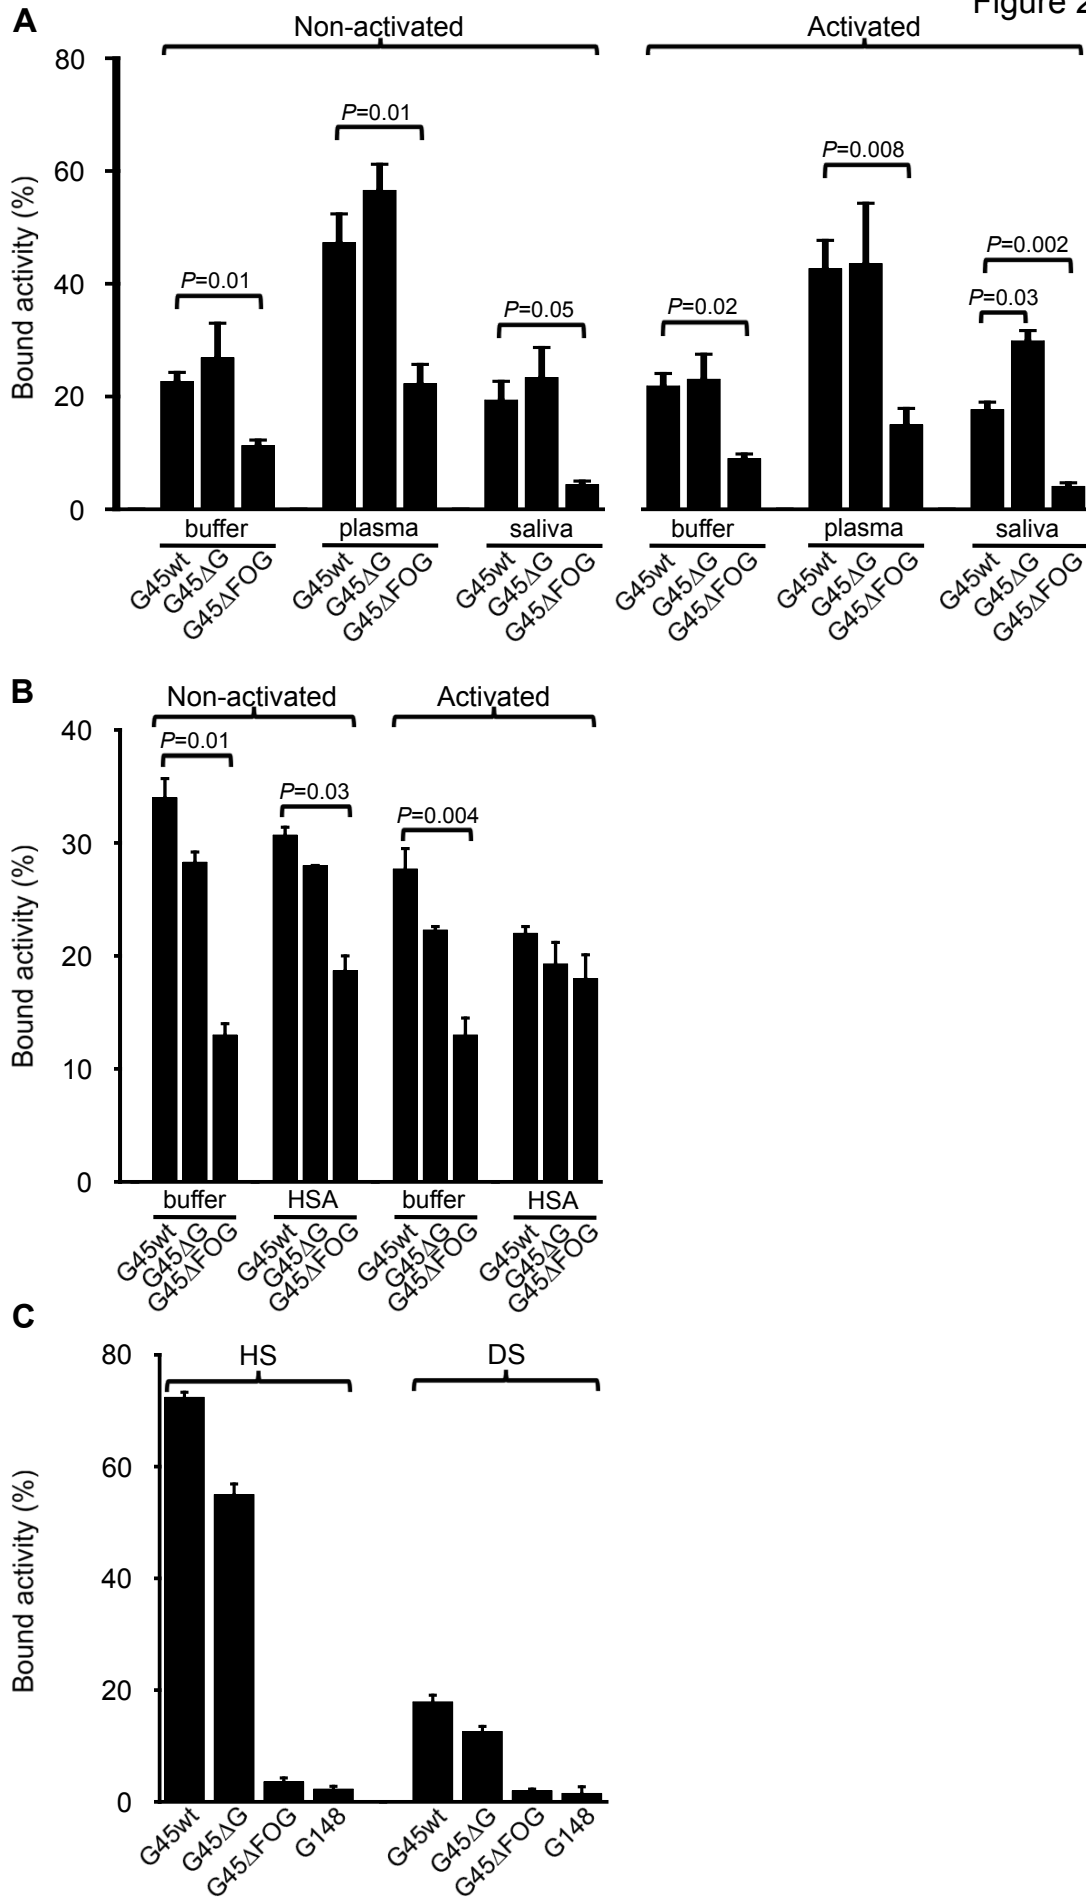 Figure 2
A
Non-activated
Activated
Bound activity (%)
80
60
40
20
0
P=0.01
P=0.01
P=0.05
P=0.02
P=0.008
P=0.002
P=0.03
buffer
plasma
saliva
buffer
plasma
saliva
G45wt
G45ΔG
G45ΔFOG
G45wt
G45ΔG
G45ΔFOG
G45wt
G45ΔG
G45ΔFOG
G45wt
G45ΔG
G45ΔFOG
G45wt
G45ΔG
G45ΔFOG
G45wt
G45ΔG
G45ΔFOG
B
Non-activated
Activated
Bound activity (%)
40
30
20
10
0
P=0.01
P=0.03
P=0.004
buffer
HSA
buffer
HSA
G45wt
G45ΔG
G45ΔFOG
G45wt
G45ΔG
G45ΔFOG
G45wt
G45ΔG
G45ΔFOG
G45wt
G45ΔG
G45ΔFOG
C
HS
DS
Bound activity (%)
80
60
40
20
0
G45wt
G45ΔG
G45ΔFOG
G148
G45wt
G45ΔG
G45ΔFOG
G148